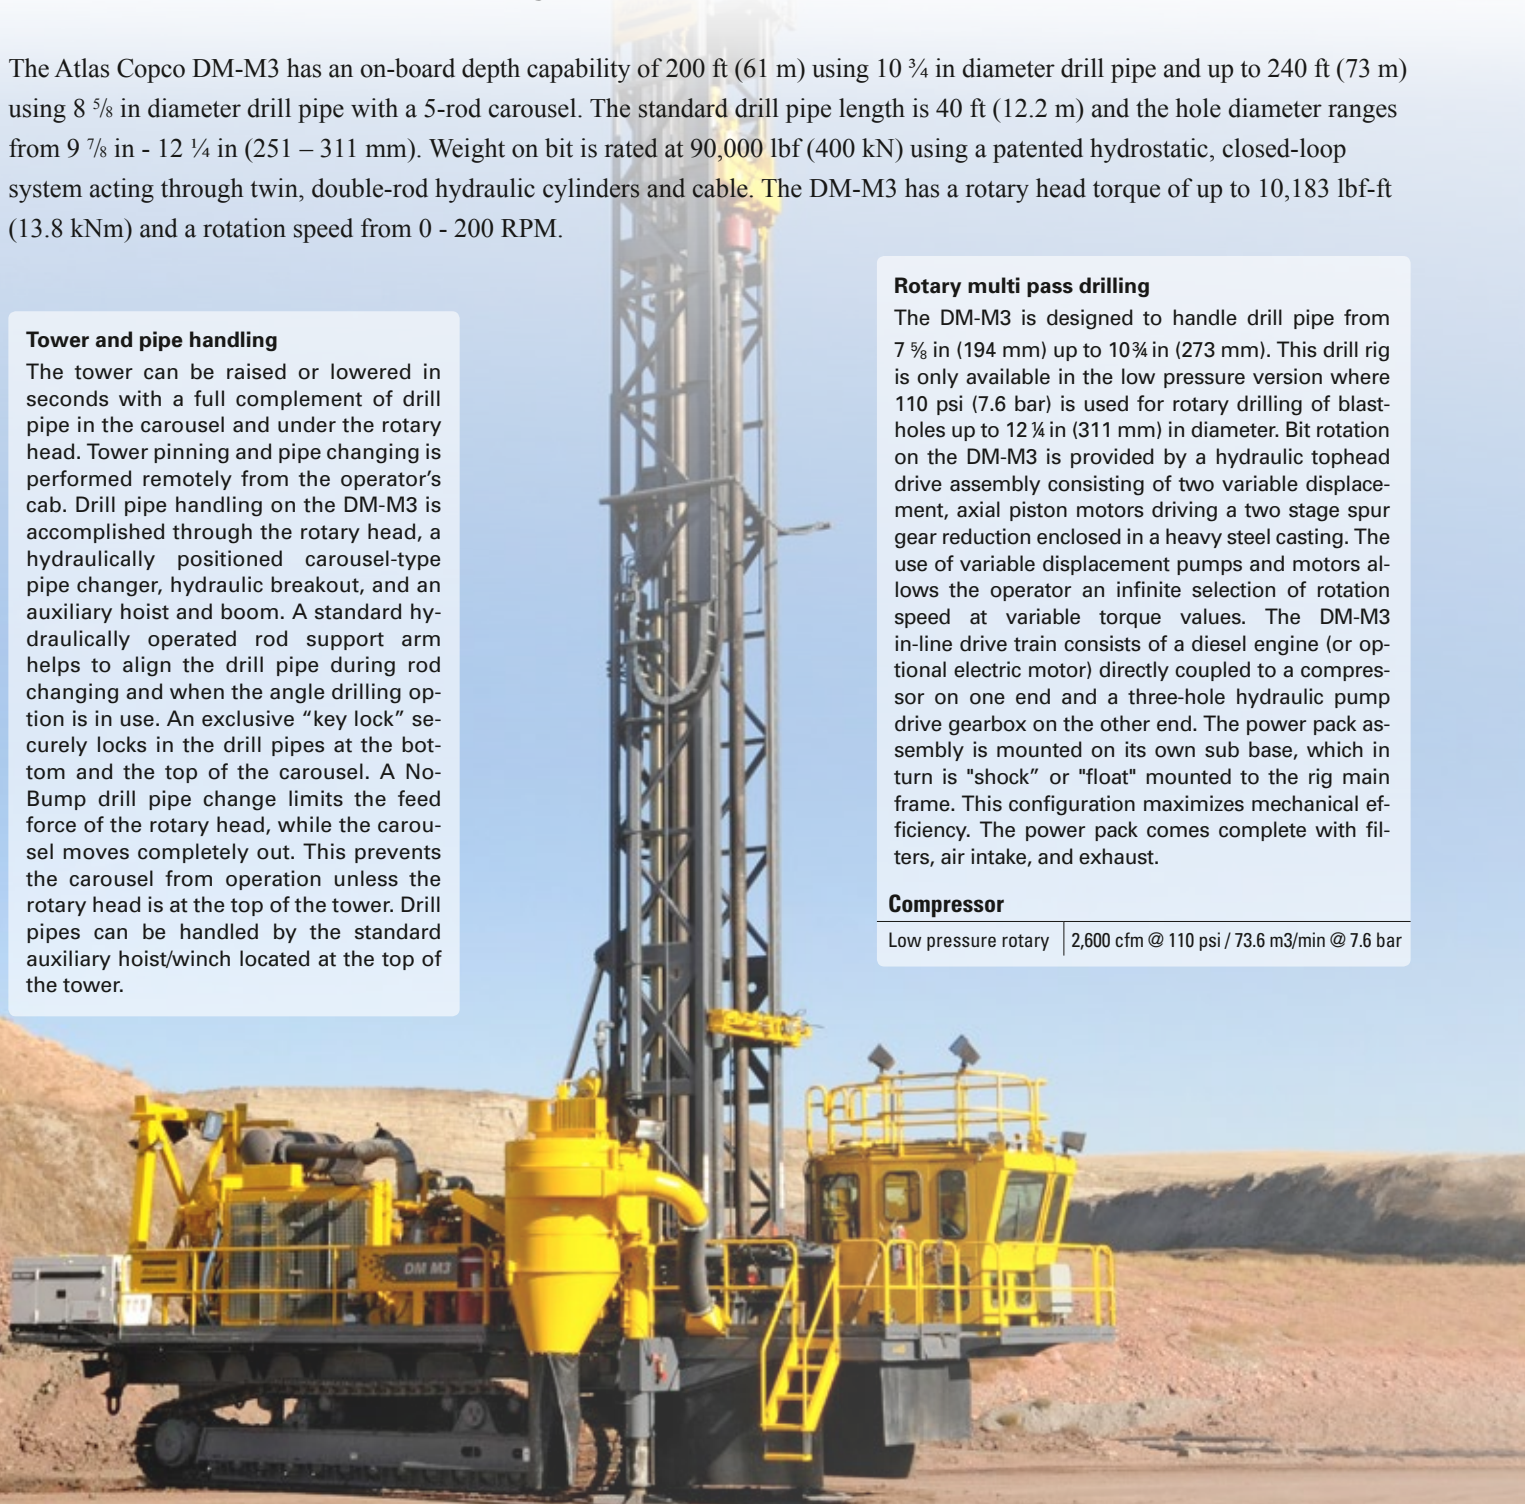 The Atlas Copco DM-M3 has an on-board depth capability of 200 ft (61 m) using 10 ¾ in diameter drill pipe and up to 240 ft (73 m)
using 8 ⅝ in diameter drill pipe with a 5-rod carousel. The standard drill pipe length is 40 ft (12.2 m) and the hole diameter ranges
from 9 ⅞ in - 12 ¼ in (251 – 311 mm). Weight on bit is rated at 90,000 lbf (400 kN) using a patented hydrostatic, closed-loop
system acting through twin, double-rod hydraulic cylinders and cable. The DM-M3 has a rotary head torque of up to 10,183 lbf-ft
(13.8 kNm) and a rotation speed from 0 - 200 RPM.
Tower and pipe handling
The tower can be raised or lowered in
seconds with a full complement of drill
pipe in the carousel and under the rotary
head. Tower pinning and pipe changing is
performed remotely from the operator’s
cab. Drill pipe handling on the DM-M3 is
accomplished through the rotary head, a
hydraulically positioned carousel-type
pipe changer, hydraulic breakout, and an
auxiliary hoist and boom. A standard hy-
draulically operated rod support arm
helps to align the drill pipe during rod
changing and when the angle drilling op-
tion is in use. An exclusive “key lock” se-
curely locks in the drill pipes at the bot-
tom and the top of the carousel. A No-
Bump drill pipe change limits the feed
force of the rotary head, while the carou-
sel moves completely out. This prevents
the carousel from operation unless the
rotary head is at the top of the tower. Drill
pipes can be handled by the standard
auxiliary hoist/winch located at the top of
the tower.
Rotary multi pass drilling
The DM-M3 is designed to handle drill pipe from
7 ⅝ in (194 mm) up to 10¾ in (273 mm). This drill rig
is only available in the low pressure version where
110 psi (7.6 bar) is used for rotary drilling of blast-
holes up to 12 ¼ in (311 mm) in diameter. Bit rotation
on the DM-M3 is provided by a hydraulic tophead
drive assembly consisting of two variable displace-
ment, axial piston motors driving a two stage spur
gear reduction enclosed in a heavy steel casting. The
use of variable displacement pumps and motors al-
lows the operator an infinite selection of rotation
speed at variable torque values. The DM-M3
in-line drive train consists of a diesel engine (or op-
tional electric motor) directly coupled to a compres-
sor on one end and a three-hole hydraulic pump
drive gearbox on the other end. The power pack as-
sembly is mounted on its own sub base, which in
turn is "shock” or "float" mounted to the rig main
frame. This configuration maximizes mechanical ef-
ficiency. The power pack comes complete with fil-
ters, air intake, and exhaust.
Compressor
Low pressure rotary 2,600 cfm @ 110 psi / 73.6 m3/min @ 7.6 bar
DM M3